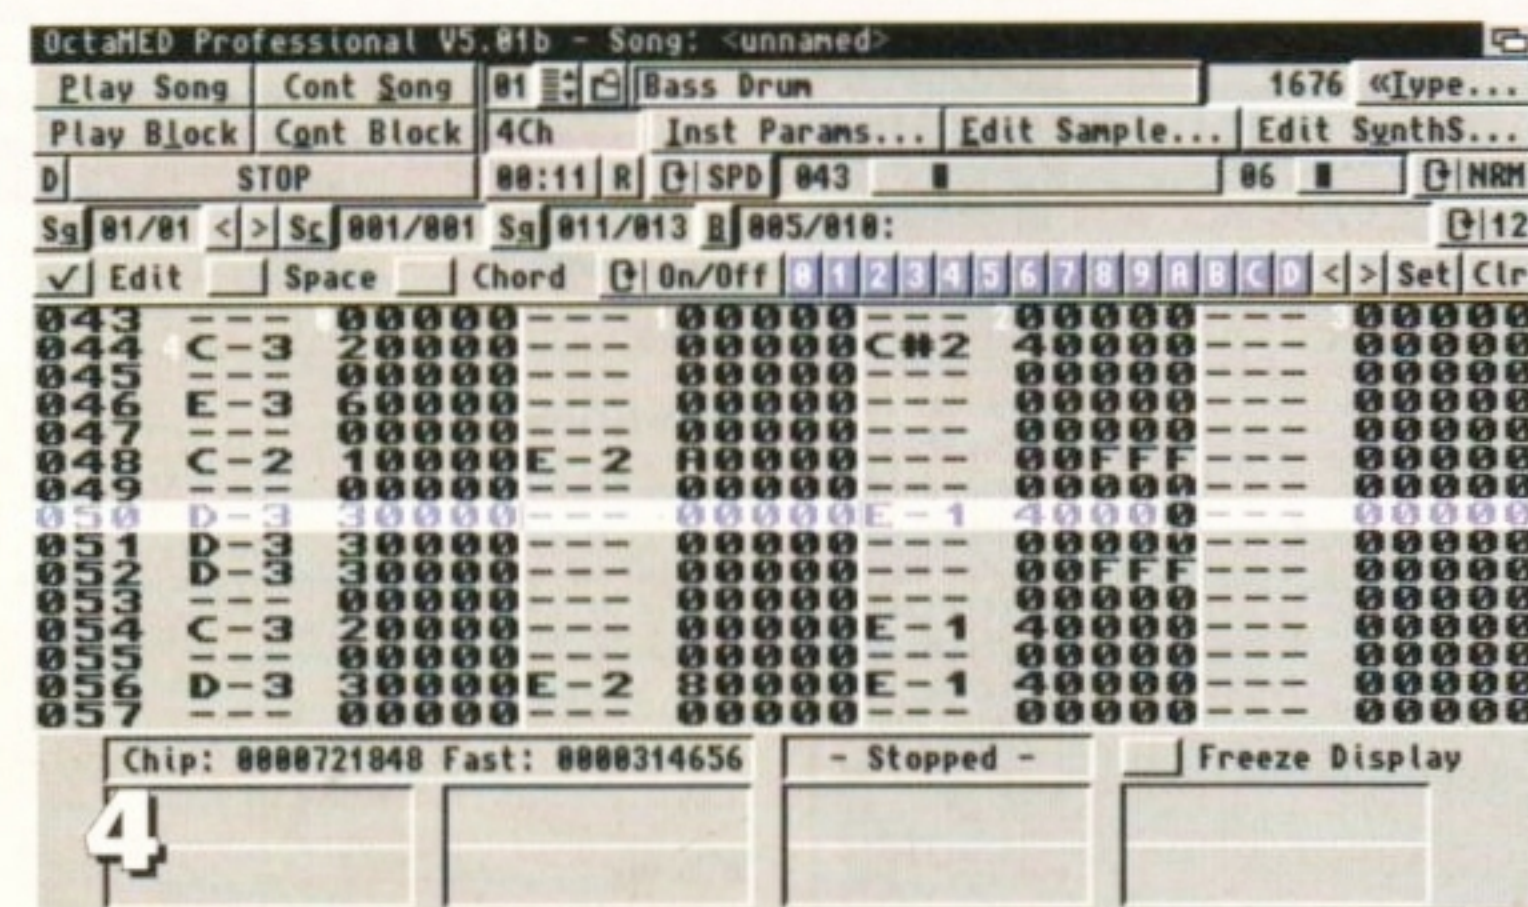 OctaMED Professional V5.01b - Song: <unnamed>
Play Song Cont Song 01 Bass Drum 1676 «Type...
Play Block Cont Block 4Ch Inst Params... Edit Sample... Edit SynthS...
D STOP 00:11 R SPD 043 06 NRM
Sg 01/01 < > Sc 001/001 Sq 011/013 B 005/010: 12
✓ Edit Space Chord On/Off 0 1 2 3 4 5 6 7 8 9 A B C D < > Set Clr
043 --- 00000 --- 00000 --- 00000 --- 00000
044 C-3 20000 --- 00000 C#2 40000 --- 00000
045 --- 00000 --- 00000 --- 00000 --- 00000
046 E-3 60000 --- 00000 --- 00000 --- 00000
047 --- 00000 --- 00000 --- 00000 --- 00000
048 C-2 10000 E-2 A0000 --- 00FFF --- 00000
049 --- 00000 --- 00000 --- 00000 --- 00000
050 D-3 30000 --- 00000 E-1 40000 --- 00000
051 D-3 30000 --- 00000 --- 00000 --- 00000
052 D-3 30000 --- 00000 --- 00FFF --- 00000
053 --- 00000 --- 00000 --- 00000 --- 00000
054 C-3 20000 --- 00000 E-1 40000 --- 00000
055 --- 00000 --- 00000 --- 00000 --- 00000
056 D-3 30000 E-2 80000 E-1 40000 --- 00000
057 --- 00000 --- 00000 --- 00000 --- 00000
Chip: 0000721848 Fast: 0000314656 - Stopped - Freeze Display
4